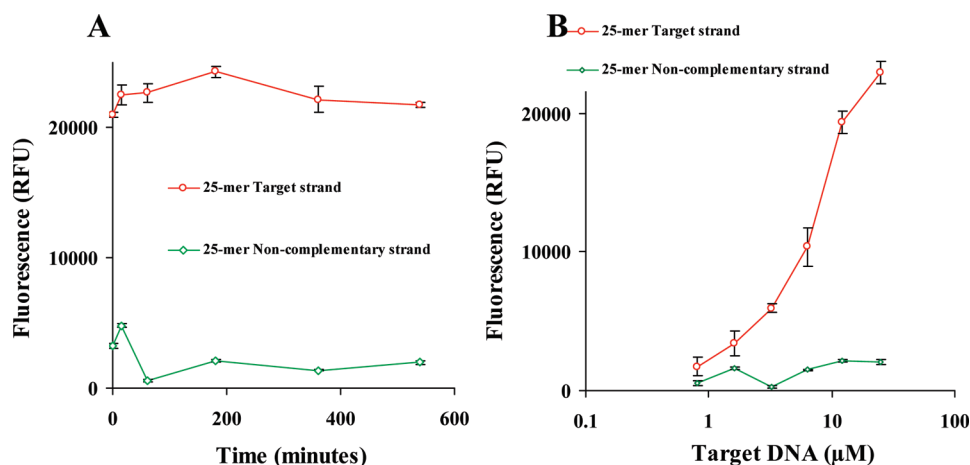 A
25-mer Target strand
25-mer Non-complementary strand
Fluorescence (RFU)
20000
10000
0
0
200
400
600
Time (minutes)
B
25-mer Target strand
25-mer Non-complementary strand
Fluorescence (RFU)
20000
10000
0
0.1
1
10
100
Target DNA (μM)